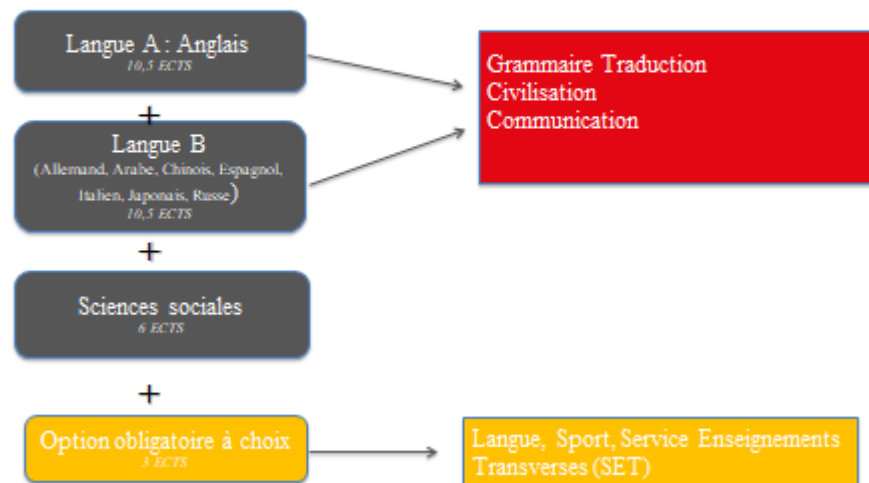 Langue A : Anglais
10,5 ECTS
+
Langue B
(Allemand, Arabe, Chinois, Espagnol,
Italien, Japonais, Russe)
10,5 ECTS
+
Sciences sociales
6 ECTS
+
Option obligatoire à choix
3 ECTS
Grammaire Traduction
Civilisation
Communication
Langue, Sport, Service Enseignements
Transverses (SET)